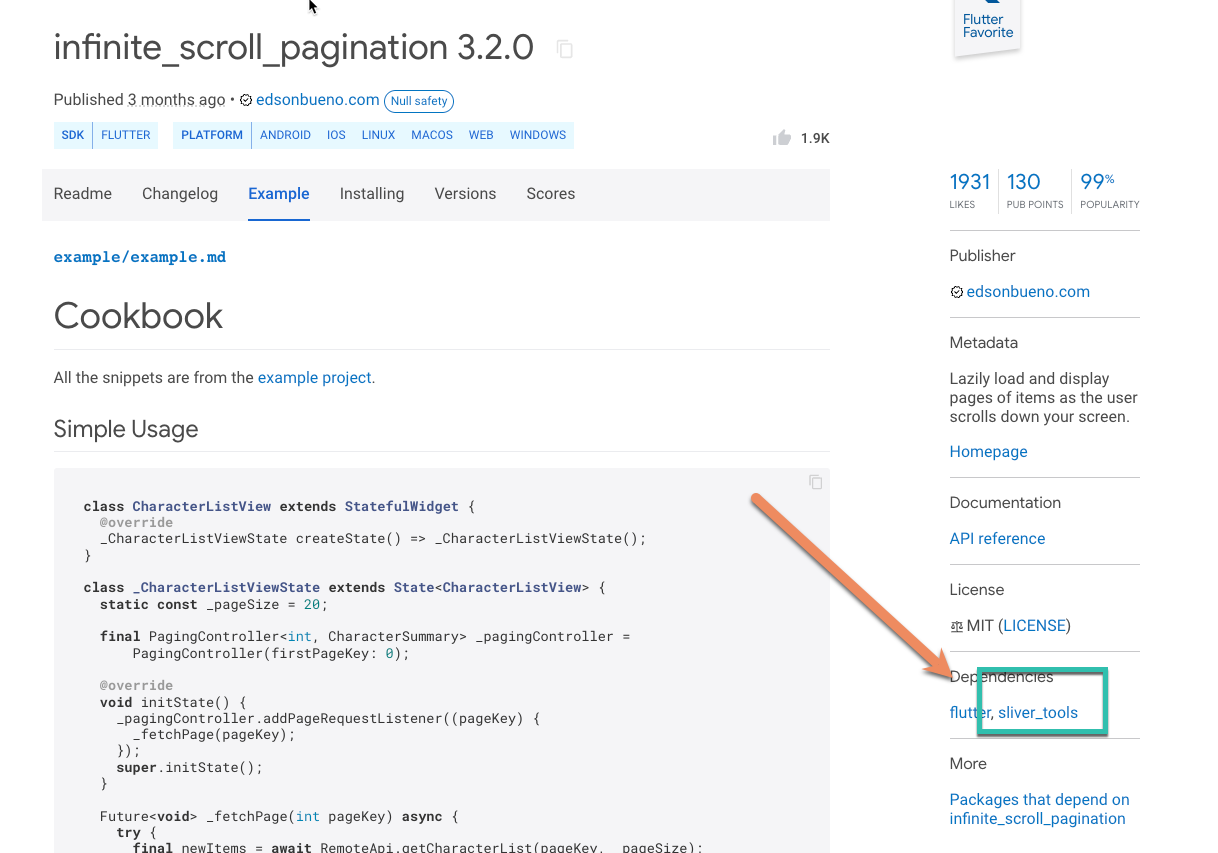 infinite_scroll_pagination 3.2.0
Published 3 months ago • edsonbueno.com Null safety
SDK FLUTTER PLATFORM ANDROID IOS LINUX MACOS WEB WINDOWS
1.9K
Readme Changelog Example Installing Versions Scores
example/example.md
Cookbook
All the snippets are from the example project.
Simple Usage
class CharacterListView extends StatefulWidget {
  @override
  _CharacterListViewState createState() => _CharacterListViewState();
}
class _CharacterListViewState extends State<CharacterListView> {
  static const _pageSize = 20;
  final PagingController<int, CharacterSummary> _pagingController =
      PagingController(firstPageKey: 0);
  @override
  void initState() {
    _pagingController.addPageRequestListener((pageKey) {
      _fetchPage(pageKey);
    });
    super.initState();
  }
  Future<void> _fetchPage(int pageKey) async {
    try {
      final newItems = await RemoteApi.getCharacterList(pageKey, _pageSize);
Flutter
Favorite
1931 130 99%
LIKES PUB POINTS POPULARITY
Publisher
edsonbueno.com
Metadata
Lazily load and display
pages of items as the user
scrolls down your screen.
Homepage
Documentation
API reference
License
MIT (LICENSE)
Dependencies
flutter, sliver_tools
More
Packages that depend on
infinite_scroll_pagination